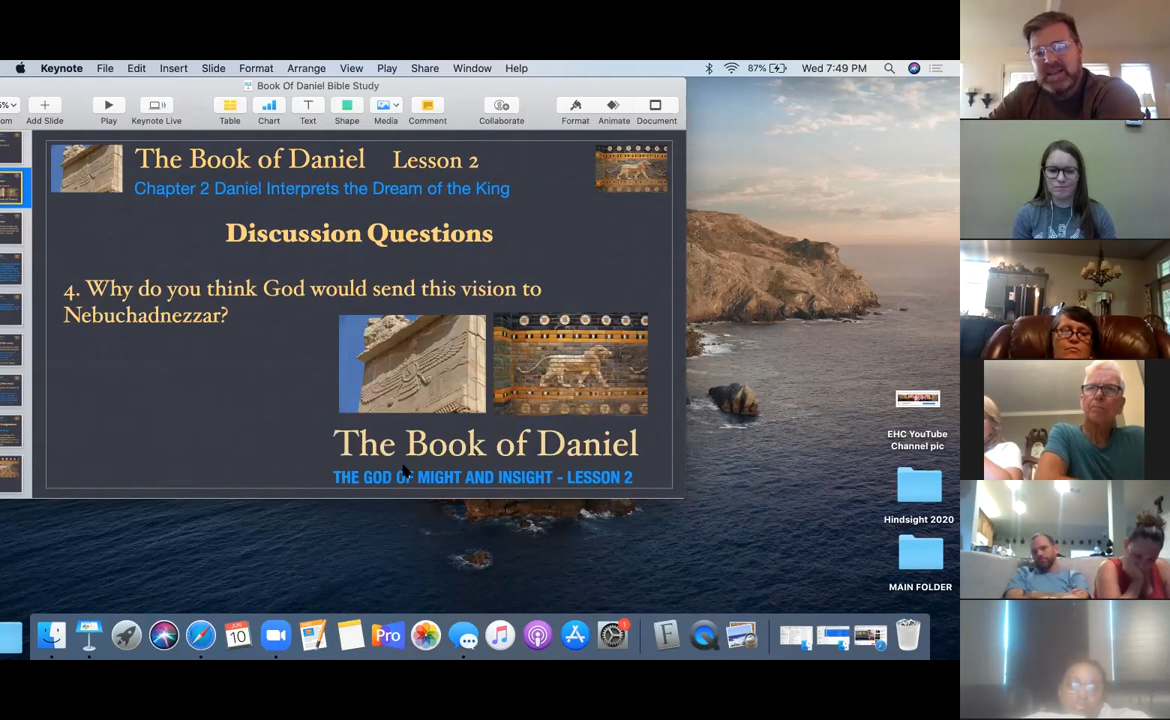 Keynote File Edit Insert Slide Format Arrange View Play Share Window Help 87% Wed 7:49 PM
Book Of Daniel Bible Study
Add Slide Play Keynote Live Table Chart Text Shape Media Comment Collaborate Format Animate Document
The Book of Daniel Lesson 2
Chapter 2 Daniel Interprets the Dream of the King
Discussion Questions
4. Why do you think God would send this vision to
Nebuchadnezzar?
The Book of Daniel
THE GOD OF MIGHT AND INSIGHT - LESSON 2
EHC YouTube
Channel pic
Hindsight 2020
MAIN FOLDER
JUN
10
Pro
1